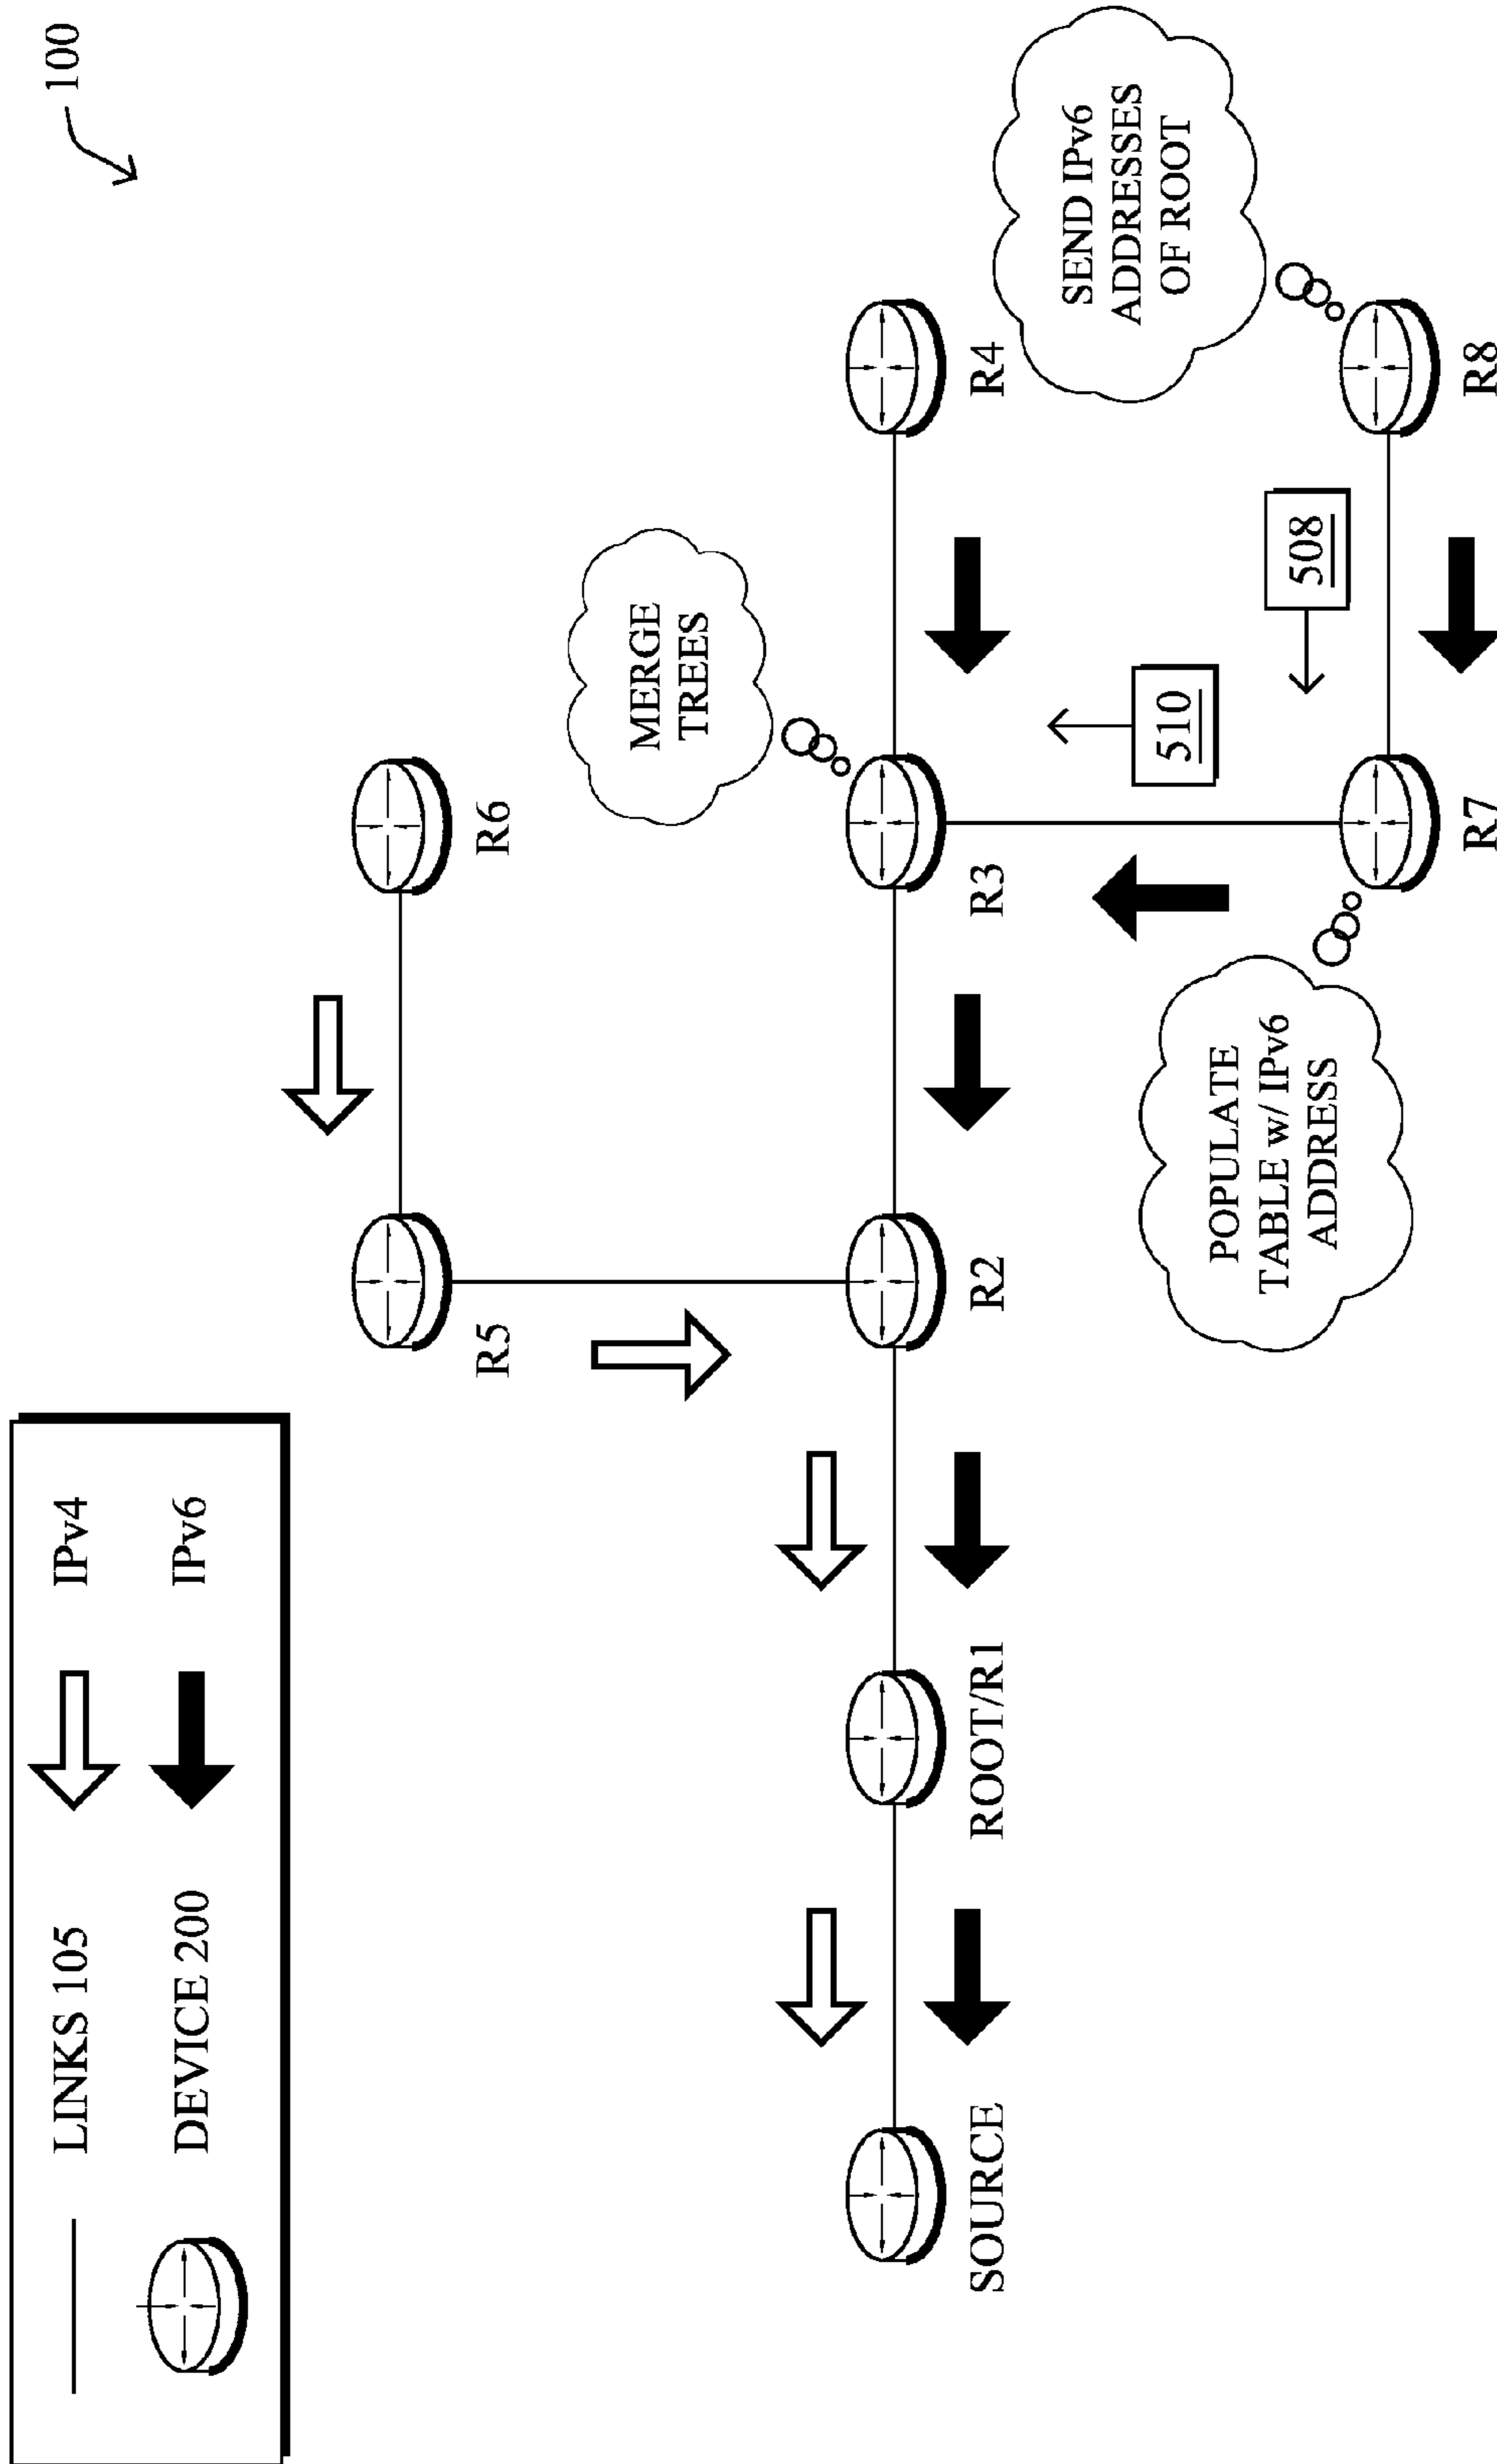 100
LINKS 105
IPv4
DEVICE 200
IPv6
R6
R5
MERGE
TREES
SOURCE
ROOT/R1
R2
R3
R4
SEND IPv6
ADDRESSES
OF ROOT
510
508
POPULATE
TABLE w/ IPv6
ADDRESS
R7
R8